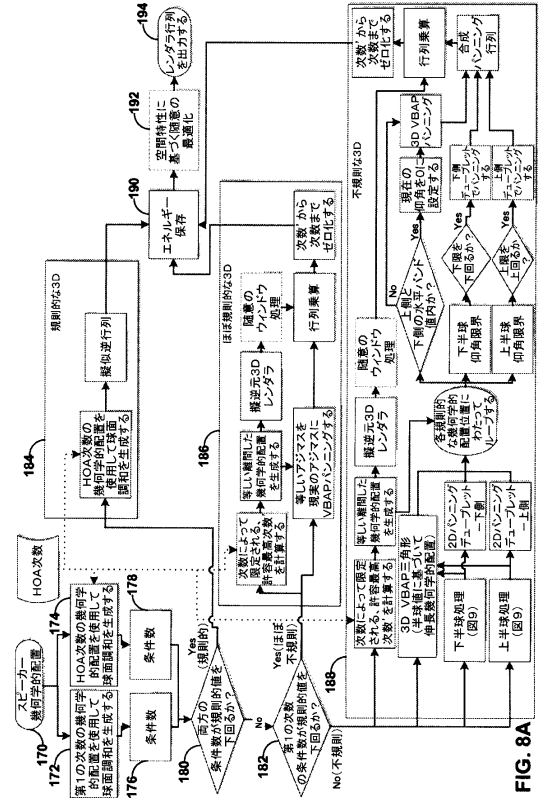 スピーカー
幾何学的配置
170
HOA次数
172
第1の次数の幾何学
的配置を使用して
球面調和を生成する
174
HOA次数の幾何学
的配置を使用して
球面調和を生成する
176
条件数
178
条件数
180
両方の
条件数が規則的値を
下回るか?
Yes
(規則的)
No
182
第1の次数
の条件数が規則的値を
下回るか?
Yes(ほぼ
不規則)
No(不規則)
184
規則的な3D
HOA次数の
幾何学的配置を
使用して球面
調和を生成する
擬似逆行列
186
ほぼ規則的な3D
次数によって
限定される、
許容最高次数
を計算する
等しい離間した
幾何学的配置
を生成する
擬逆元3D
レンダラ
随意の
ウィンドウ
処理
等しいアジマスを
現実のアジマスに
VBAPパンニングする
行列乗算
次数'から
次数まで
ゼロ化する
190
エネルギー
保存
192
空間特性に
基づく随意の
最適化
194
レンダラ行列
を出力する
188
不規則な3D
次数によって限定
される、許容最高
次数'を計算する
等しい離間した
幾何学的配置
を生成する
擬逆元3D
レンダラ
随意の
ウィンドウ
処理
3D VBAP三角形
(半球値に基づいて
伸長幾何学的配置)
下半球処理
(図9)
上半球処理
(図9)
2Dパンニング
デュープレット
ー下側
2Dパンニング
デュープレット
ー上側
各規則的
な幾何学的
配置位置に
わたって
ループする
上側と
下側の水平バンド
値内か?
Yes
No
現在の
仰角を0に
設定する
3D VBAP
パンニング
下半球
仰角限界
下限を
下回るか?
Yes
下側
デュープレット
でパンニング
する
上半球
仰角限界
上限を
上回るか?
Yes
上側
デュープレット
でパンニング
する
合成
パンニング
行列
行列乗算
次数'から
次数まで
ゼロ化する
FIG. 8A